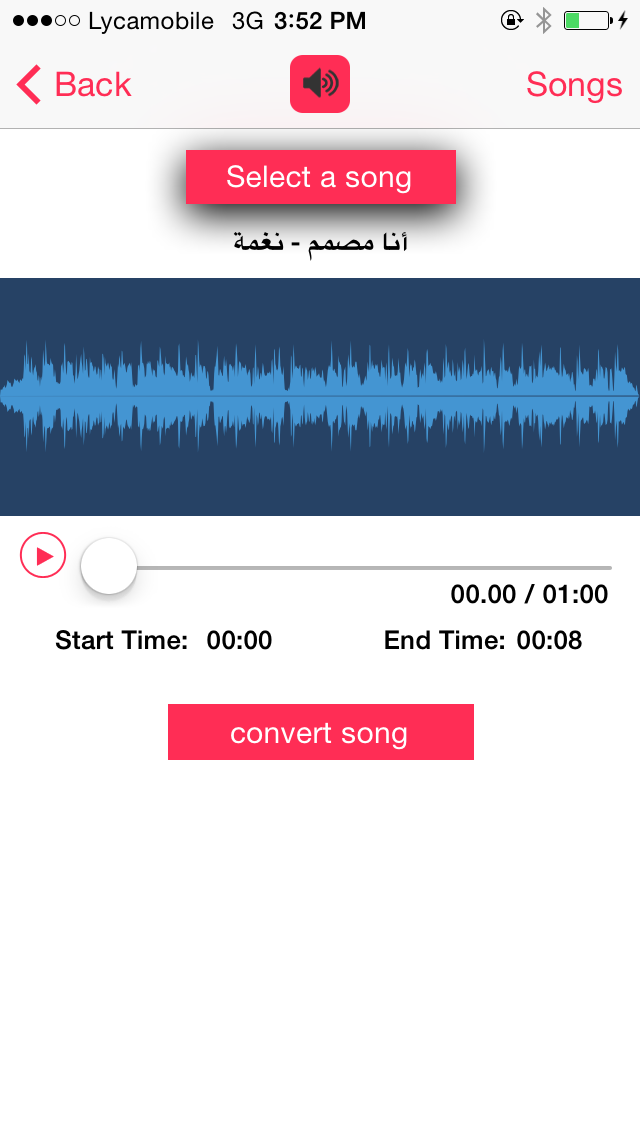 Lycamobile 3G 3:52 PM
Back Songs
Select a song
أنا مصمم - نغمة
00.00 / 01:00
Start Time: 00:00 End Time: 00:08
convert song